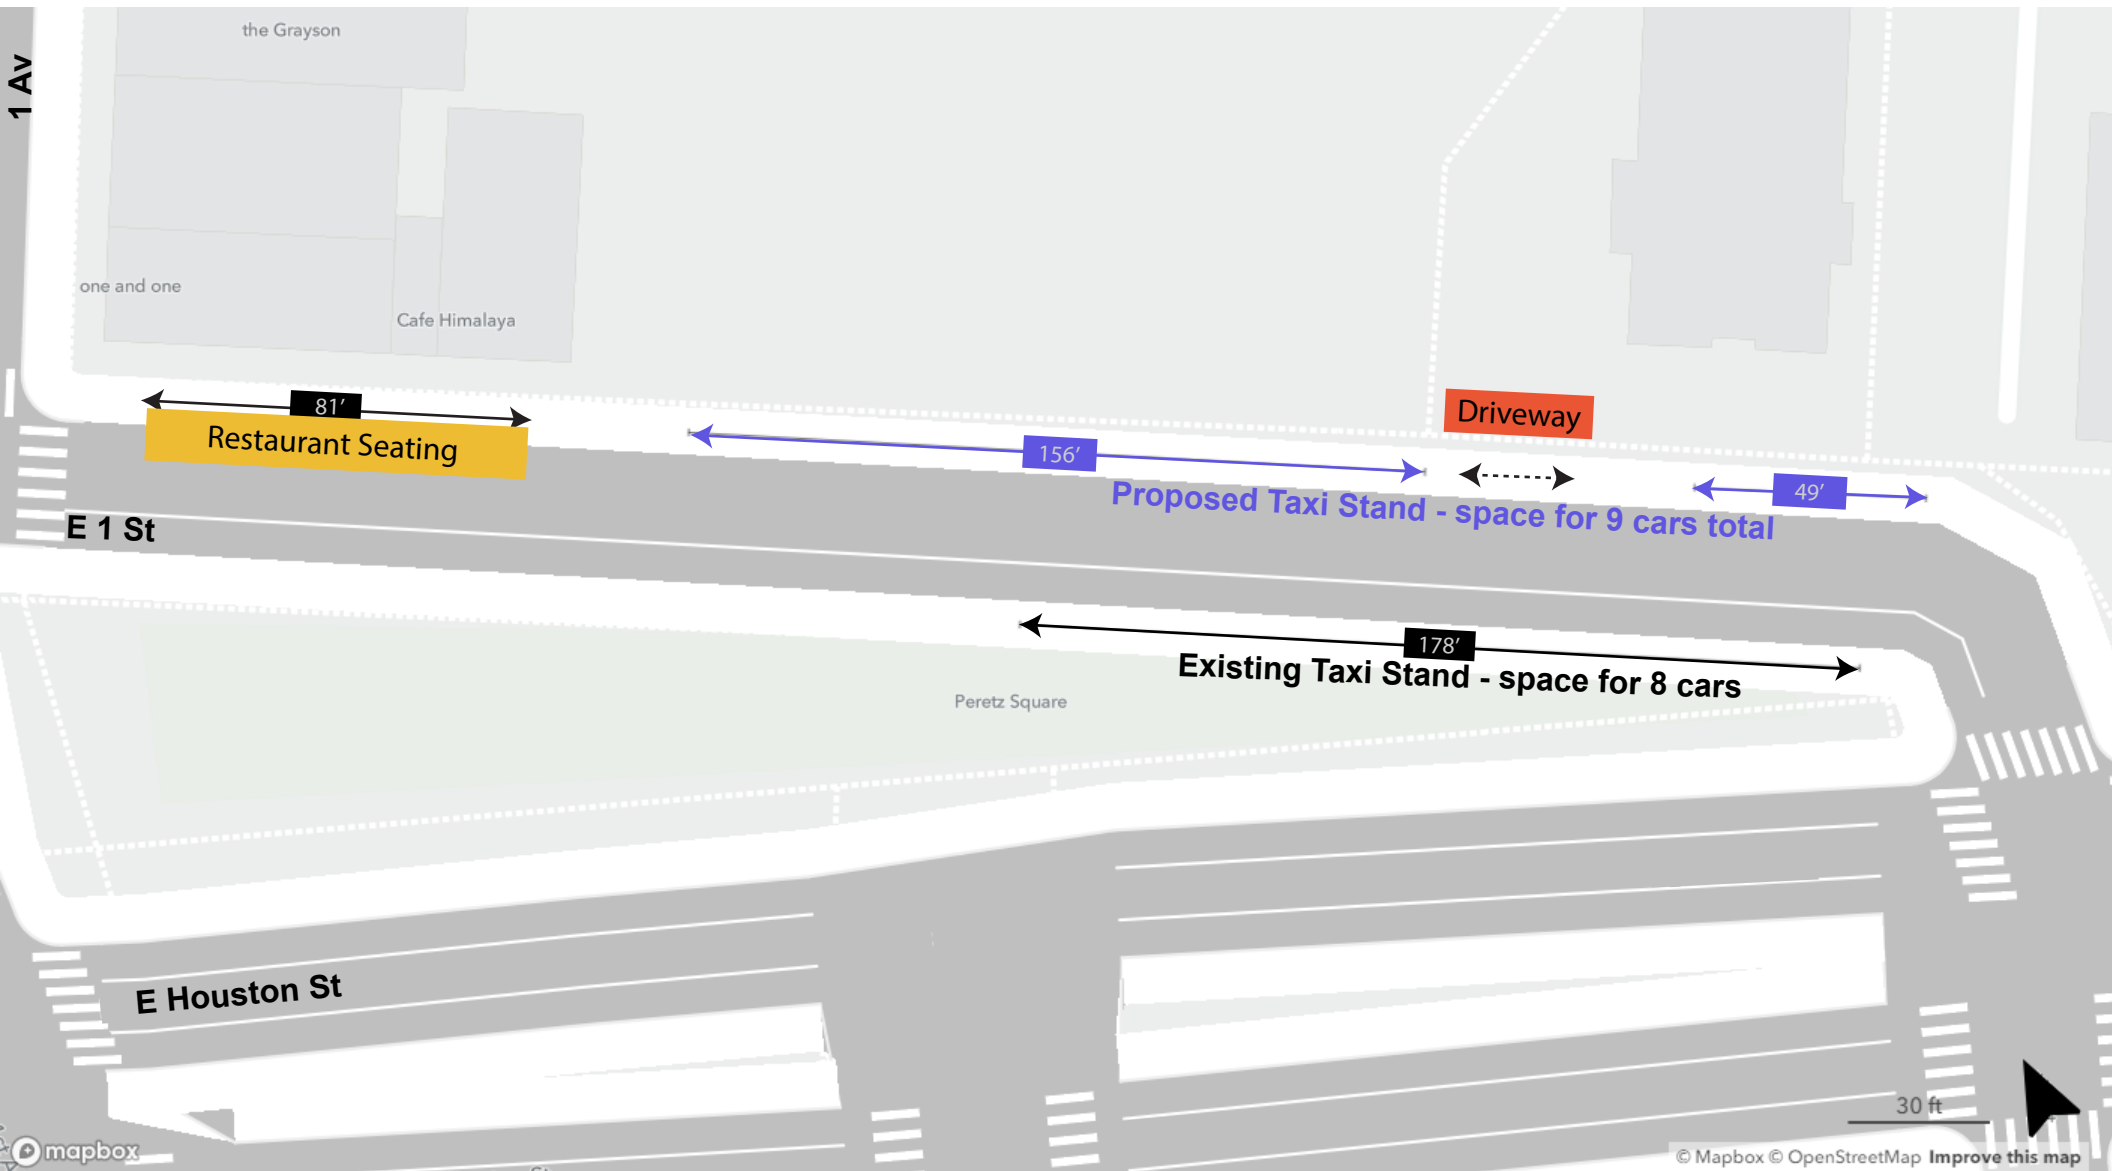 the Grayson
1 Av
one and one
Cafe Himalaya
81'
Restaurant Seating
156'
Driveway
49'
Proposed Taxi Stand - space for 9 cars total
E 1 St
178'
Existing Taxi Stand - space for 8 cars
Peretz Square
E Houston St
30 ft
mapbox
© Mapbox © OpenStreetMap Improve this map